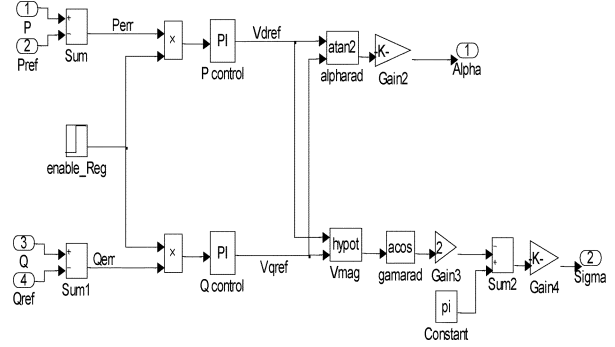 1
P
Perr
Vdref
+
-
x
PI
atan2
-K-
1
2
Pref
Sum
P control
alpharad
Gain2
Alpha
enable_Reg
3
Q
Qerr
+
-
x
PI
Vqref
hypot
acos
2
-
+
-K-
2
4
Qref
Sum1
Q control
Vmag
gamarad
Gain3
Sum2
Gain4
Sigma
pi
Constant